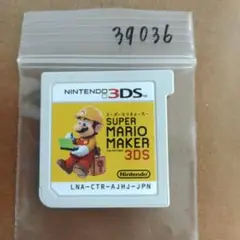 39036
NINTENDO 3DS
スーパーマリオメーカー
SUPER
MARIO
MAKER
3DS
Nintendo
LNA-CTR-AJHJ-JPN